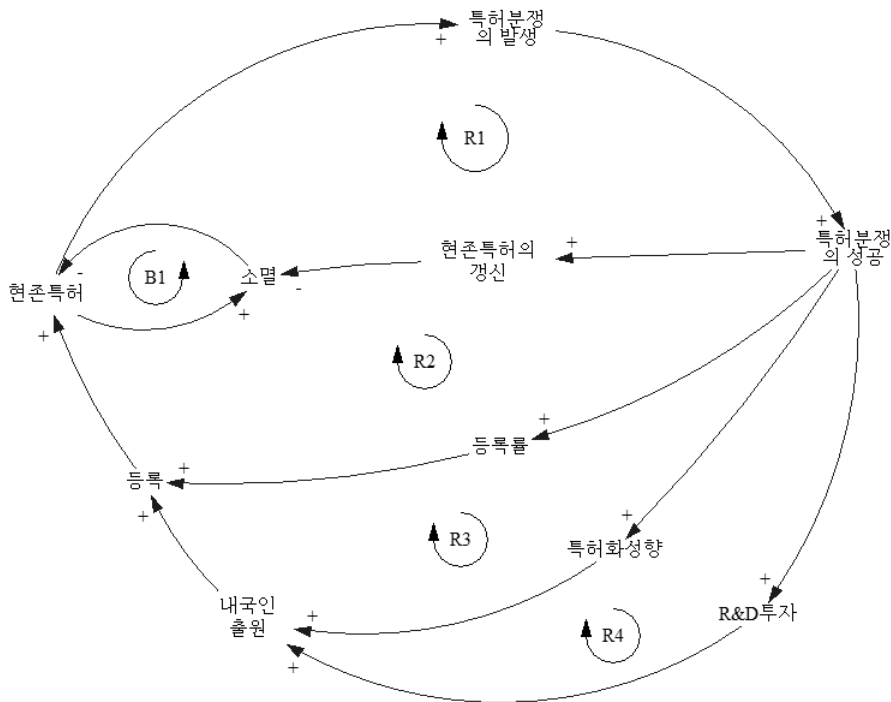 특허분쟁
의 발생
+
R1
+
특허분쟁
의 성공
+
현존특허의
갱신
-
소멸
-
B1
현존특허
+
+
R2
+
등록률
+
등록
+
R3
+
특허화성향
+
R&D투자
내국인
출원
+
R4
+